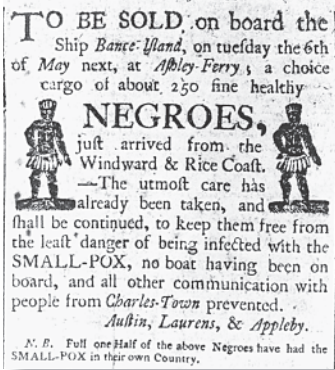 TO BE SOLD on board the
Ship Bance-Island, on tuesday the 6th
of May next, at Ashley-Ferry; a choice
cargo of about 250 fine healthy
NEGROES,
just arrived from the
Windward & Rice Coast.
—The utmost care has
already been taken, and
shall be continued, to keep them free from
the least danger of being infected with the
SMALL-POX, no boat having been on
board, and all other communication with
people from Charles-Town prevented.
Austin, Laurens, & Appleby.
N. B. Full one Half of the above Negroes have had the
SMALL-POX in their own Country.